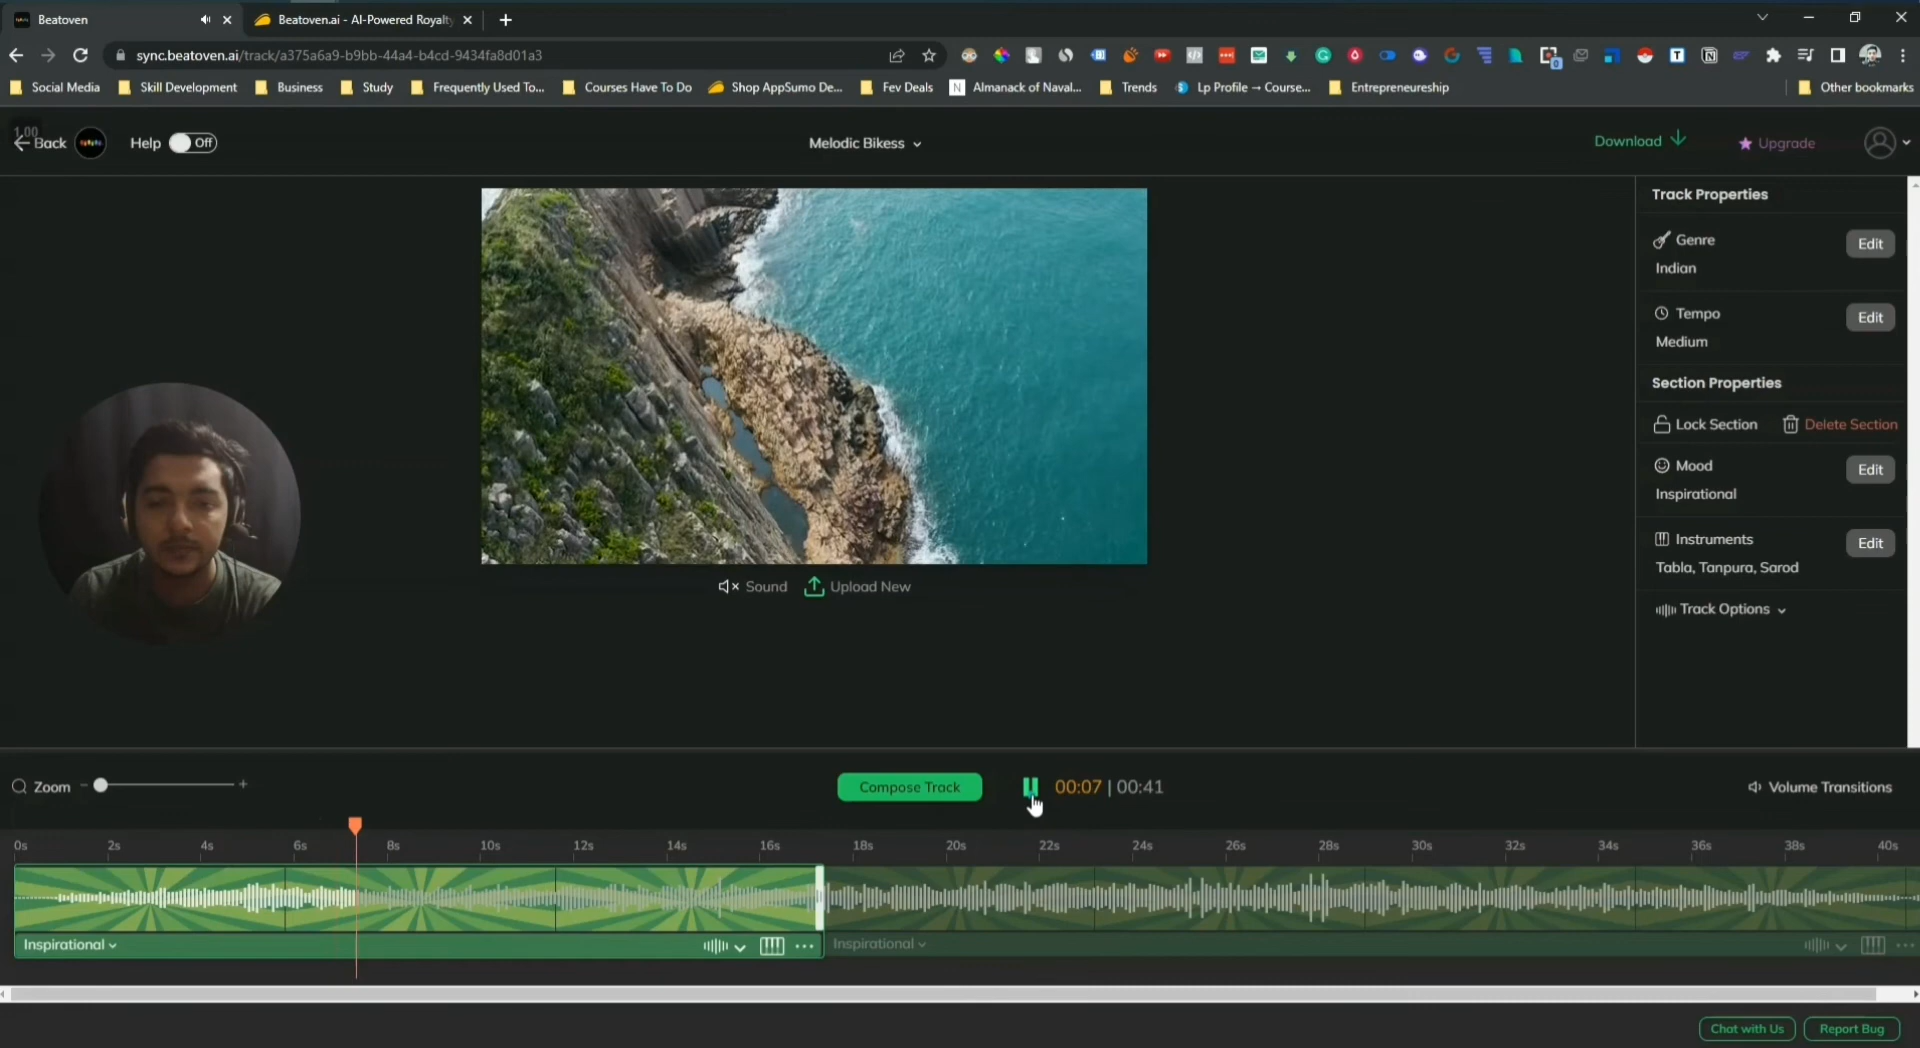 Beatoven
Beatoven.ai - AI-Powered Royalty
sync.beatoven.ai/track/a375a6a9-b9bb-44a4-b4cd-9434fa8d01a3
Social Media
Skill Development
Business
Study
Frequently Used To...
Courses Have To Do
Shop AppSumo De...
Fev Deals
Almanack of Naval...
Trends
Lp Profile → Course...
Entrepreneureship
Other bookmarks
1.00
Back
Help
Off
Melodic Bikess
Download
Upgrade
Track Properties
Genre
Edit
Indian
Tempo
Edit
Medium
Section Properties
Lock Section
Delete Section
Mood
Edit
Inspirational
Instruments
Edit
Tabla, Tanpura, Sarod
Track Options
Sound
Upload New
Zoom
- +
Compose Track
00:07 | 00:41
Volume Transitions
0s 2s 4s 6s 8s 10s 12s 14s 16s 18s 20s 22s 24s 26s 28s 30s 32s 34s 36s 38s 40s
Inspirational
Inspirational
Chat with Us
Report Bug